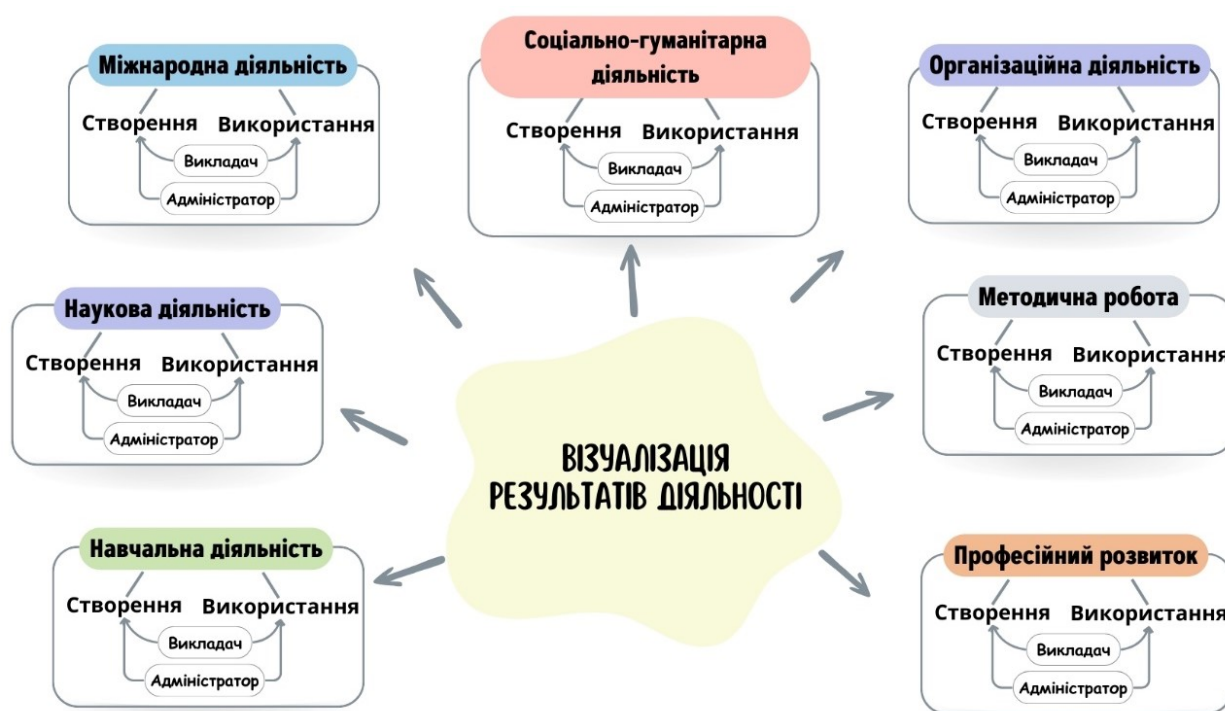 Міжнародна діяльність
Створення Використання
Викладач
Адміністратор
Соціально-гуманітарна
діяльність
Створення Використання
Викладач
Адміністратор
Організаційна діяльність
Створення Використання
Викладач
Адміністратор
Наукова діяльність
Створення Використання
Викладач
Адміністратор
Методична робота
Створення Використання
Викладач
Адміністратор
ВІЗУАЛІЗАЦІЯ
РЕЗУЛЬТАТІВ ДІЯЛЬНОСТІ
Навчальна діяльність
Створення Використання
Викладач
Адміністратор
Професійний розвиток
Створення Використання
Викладач
Адміністратор